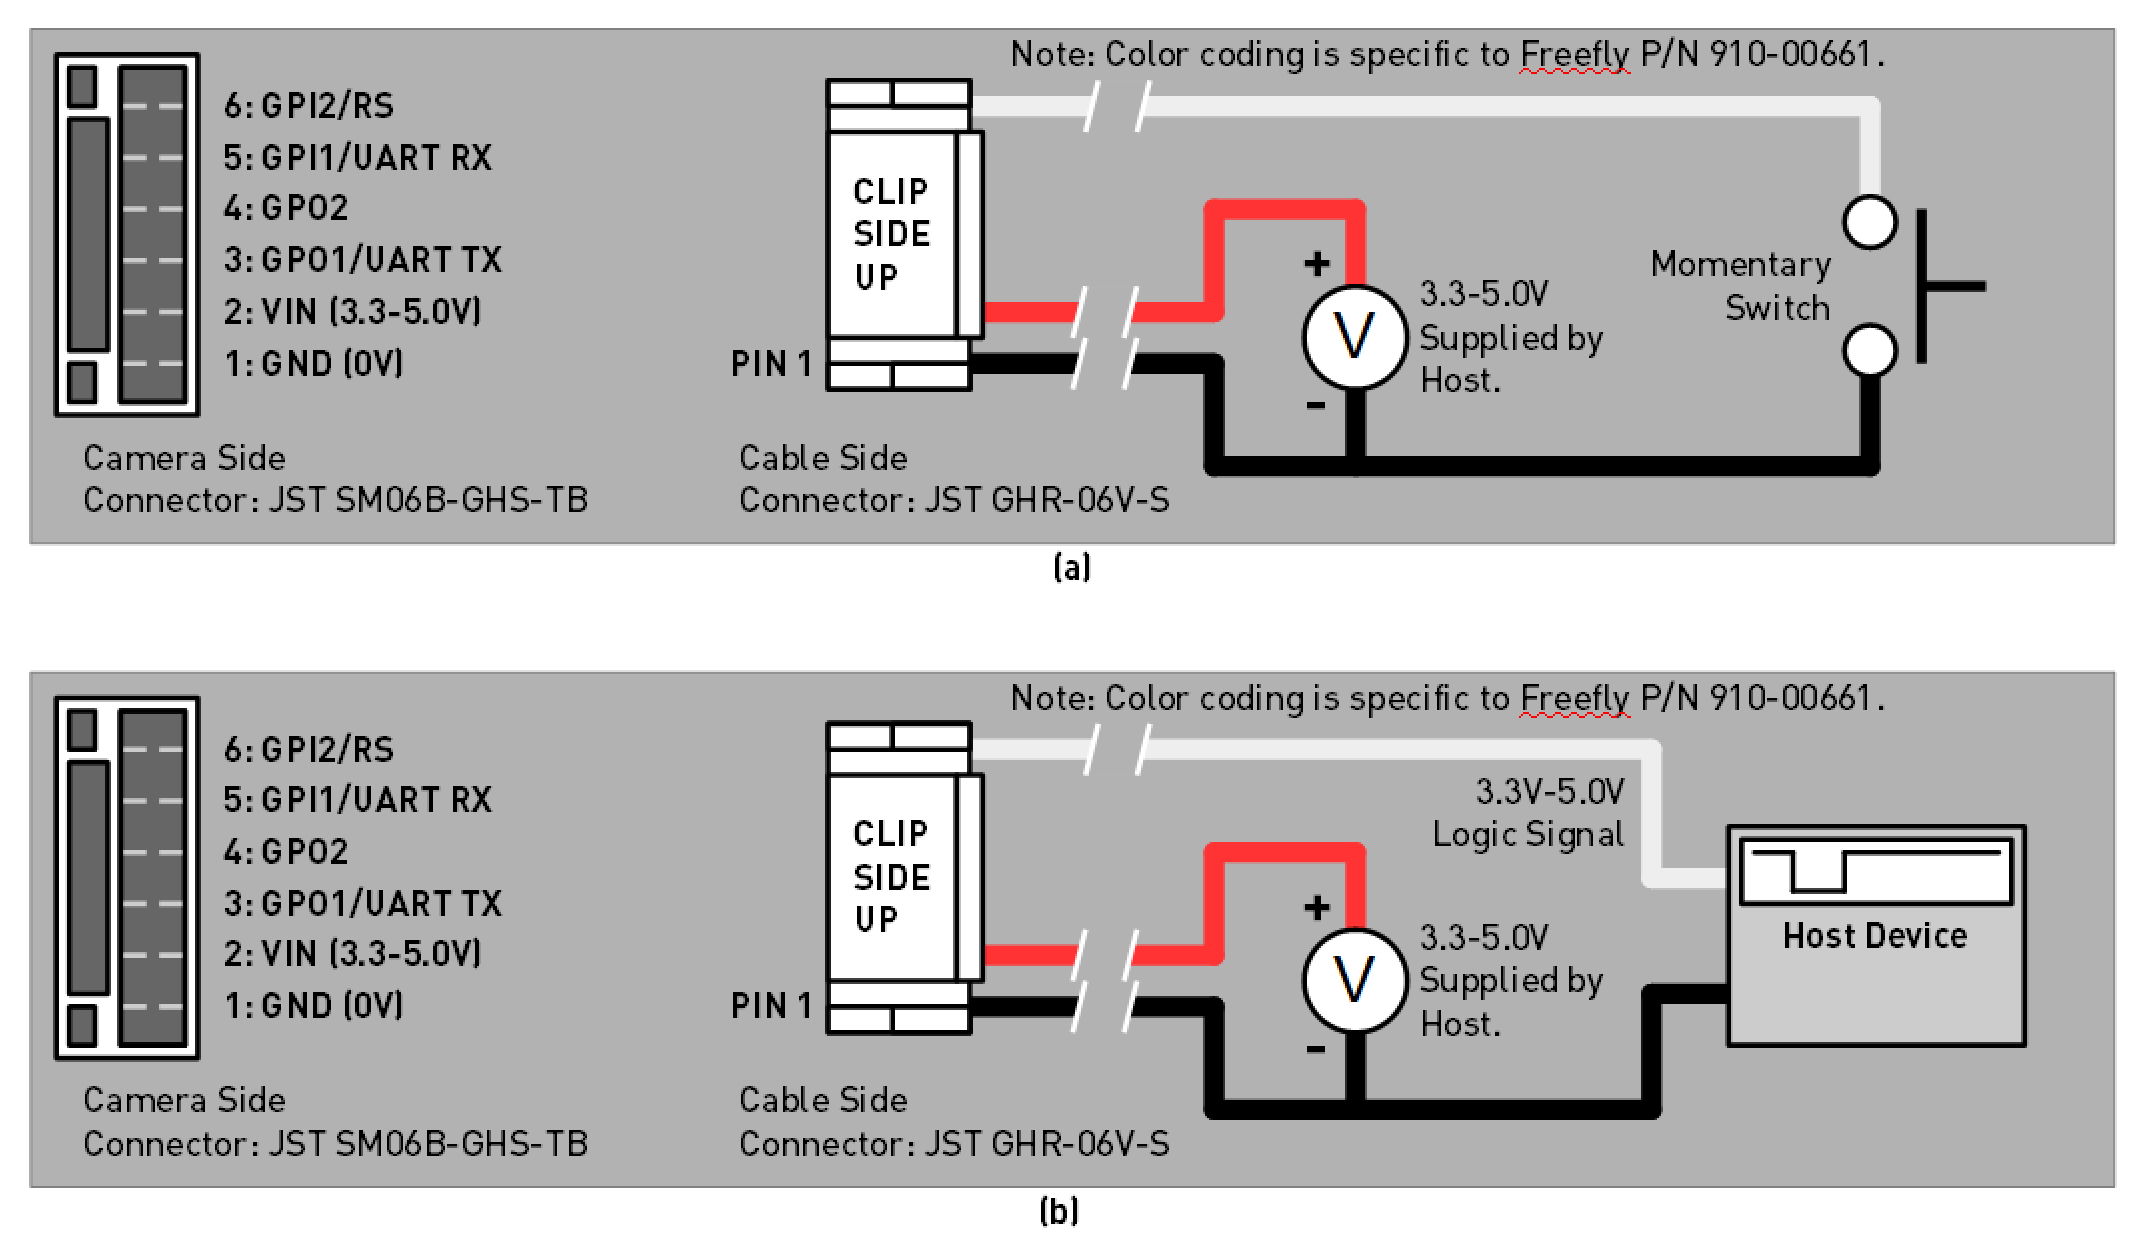 Note: Color coding is specific to Freefly P/N 910-00661.
6: GPI2/RS
5: GPI1/UART RX
4: GPO2
3: GPO1/UART TX
2: VIN (3.3-5.0V)
1: GND (0V)
CLIP
SIDE
UP
PIN 1
+
V
-
3.3-5.0V
Supplied by
Host.
Momentary
Switch
Camera Side
Connector: JST SM06B-GHS-TB
Cable Side
Connector: JST GHR-06V-S
(a)
Note: Color coding is specific to Freefly P/N 910-00661.
6: GPI2/RS
5: GPI1/UART RX
4: GPO2
3: GPO1/UART TX
2: VIN (3.3-5.0V)
1: GND (0V)
CLIP
SIDE
UP
PIN 1
3.3V-5.0V
Logic Signal
+
V
-
3.3-5.0V
Supplied by
Host.
Host Device
Camera Side
Connector: JST SM06B-GHS-TB
Cable Side
Connector: JST GHR-06V-S
(b)